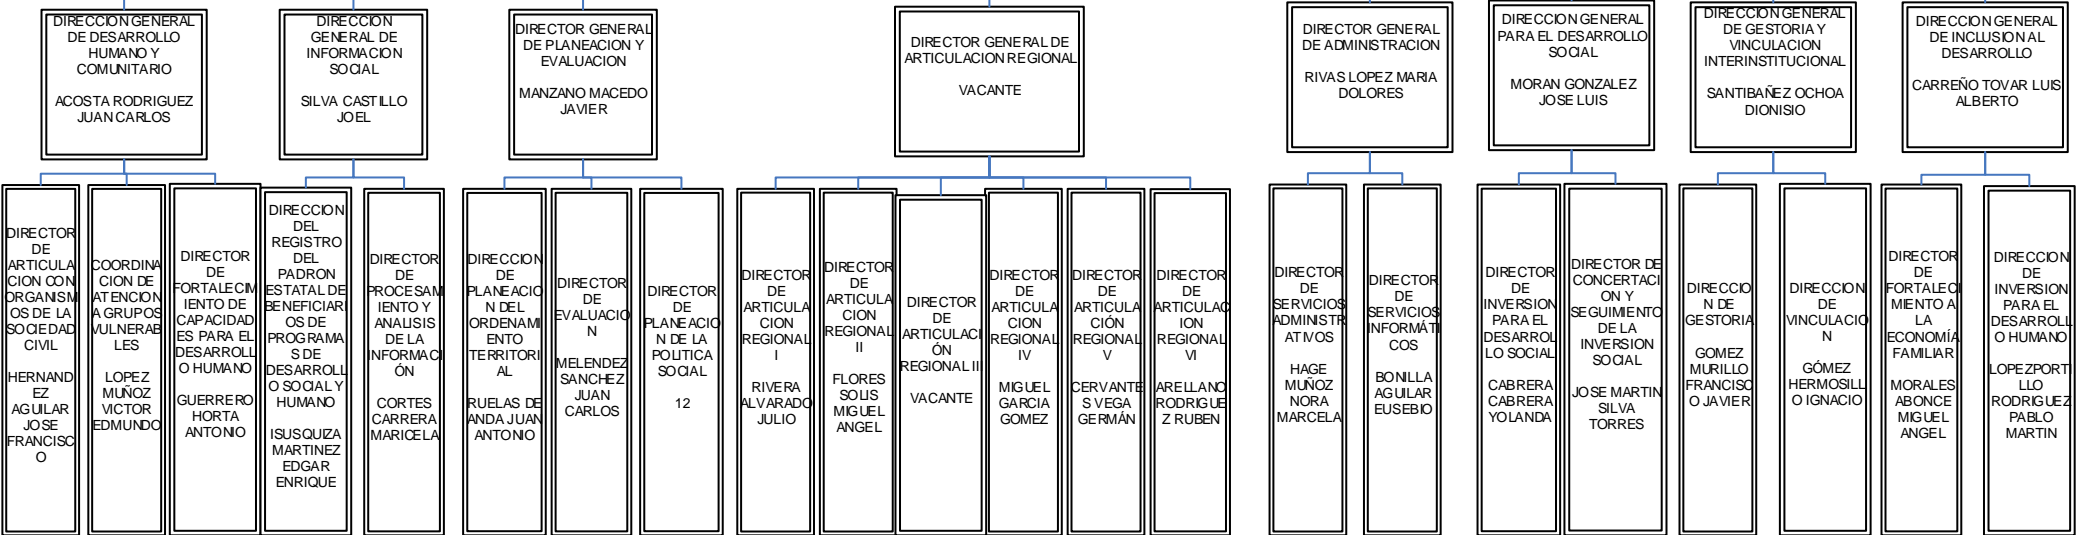 DIRECCION GENERAL
DE DESARROLLO
HUMANO Y
COMUNITARIO
ACOSTA RODRIGUEZ
JUAN CARLOS
DIRECCION
GENERAL DE
INFORMACION
SOCIAL
SILVA CASTILLO
JOEL
DIRECTOR GENERAL
DE PLANEACION Y
EVALUACION
MANZANO MACEDO
JAVIER
DIRECTOR GENERAL DE
ARTICULACION REGIONAL
VACANTE
DIRECTOR GENERAL
DE ADMINISTRACION
RIVAS LOPEZ MARIA
DOLORES
DIRECCION GENERAL
PARA EL DESARROLLO
SOCIAL
MORAN GONZALEZ
JOSE LUIS
DIRECCION GENERAL
DE GESTORIA Y
VINCULACION
INTERINSTITUCIONAL
SANTIBAÑEZ OCHOA
DIONISIO
DIRECCION GENERAL
DE INCLUSION AL
DESARROLLO
CARREÑO TOVAR LUIS
ALBERTO
DIRECTOR
DE
ARTICULA
CION CON
ORGANISM
OS DE LA
SOCIEDAD
CIVIL
HERNAND
EZ
AGUILAR
JOSE
FRANCISC
O
COORDINA
CION DE
ATENCION
A GRUPOS
VULNERAB
LES
LOPEZ
MUÑOZ
VICTOR
EDMUNDO
DIRECTOR
DE
FORTALECIM
IENTO DE
CAPACIDAD
ES PARA EL
DESARROLL
O HUMANO
GUERRERO
HORTA
ANTONIO
DIRECCION
DEL
REGISTRO
DEL
PADRON
ESTATAL DE
BENEFICIARI
OS DE
PROGRAMA
S DE
DESARROLL
O SOCIAL Y
HUMANO
ISUSQUIZA
MARTINEZ
EDGAR
ENRIQUE
DIRECTOR
DE
PROCESAM
IENTO Y
ANALISIS
DE LA
INFORMACI
ÓN
CORTES
CARRERA
MARICELA
DIRECCION
DE
PLANEACIO
N DEL
ORDENAMI
ENTO
TERRITORI
AL
RUELAS DE
ANDA JUAN
ANTONIO
DIRECTOR
DE
EVALUACIO
N
MELENDEZ
SANCHEZ
JUAN
CARLOS
DIRECTOR
DE
PLANEACIO
N DE LA
POLITICA
SOCIAL
12
DIRECTOR
DE
ARTICULA
CION
REGIONAL
I
RIVERA
ALVARADO
JULIO
DIRECTOR
DE
ARTICULA
CION
REGIONAL
II
FLORES
SOLIS
MIGUEL
ANGEL
DIRECTOR
DE
ARTICULACI
ÓN
REGIONAL III
VACANTE
DIRECTOR
DE
ARTICULA
CION
REGIONAL
IV
MIGUEL
GARCIA
GOMEZ
DIRECTOR
DE
ARTICULA
CIÓN
REGIONAL
V
CERVANTE
S VEGA
GERMÁN
DIRECTOR
DE
ARTICULAC
ION
REGIONAL
VI
ARELLANO
RODRIGUE
Z RUBEN
DIRECTOR
DE
SERVICIOS
ADMINISTR
ATIVOS
HAGE
MUÑOZ
NORA
MARCELA
DIRECTOR
DE
SERVICIOS
INFORMÁTI
COS
BONILLA
AGUILAR
EUSEBIO
DIRECTOR
DE
INVERSION
PARA EL
DESARROL
LO SOCIAL
CABRERA
CABRERA
YOLANDA
DIRECTOR DE
CONCERTACI
ON Y
SEGUIMIENTO
DE LA
INVERSION
SOCIAL
JOSE MARTIN
SILVA
TORRES
DIRECCIO
N DE
GESTORIA
GOMEZ
MURILLO
FRANCISC
O JAVIER
DIRECCION
DE
VINCULACIO
N
GÓMEZ
HERMOSILL
O IGNACIO
DIRECTOR
DE
FORTALECI
MIENTO A
LA
ECONOMÍA
FAMILIAR
MORALES
ABONCE
MIGUEL
ANGEL
DIRECCION
DE
INVERSION
PARA EL
DESARROLL
O HUMANO
LOPEZPORTI
LLO
RODRIGUEZ
PABLO
MARTIN